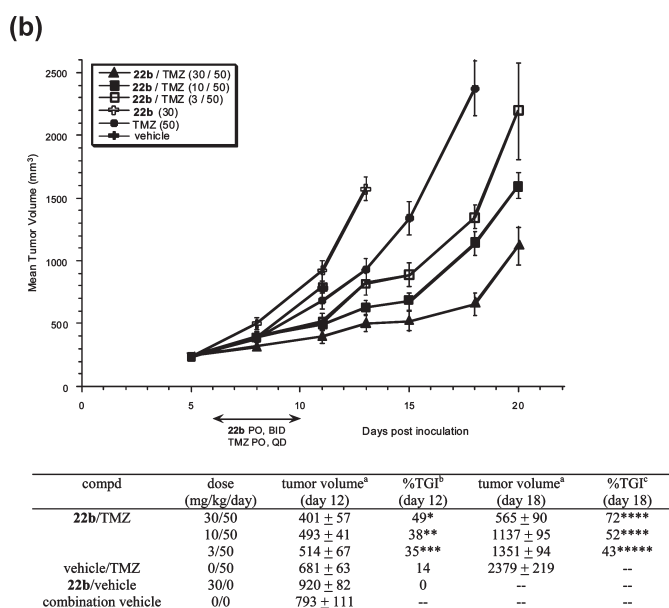 (b)
2500
2000
1500
1000
500
0
Mean Tumor Volume (mm³)
22b / TMZ (30 / 50)
22b / TMZ (10 / 50)
22b / TMZ (3 / 50)
22b (30)
TMZ (50)
vehicle
0 5 10 15 20
22b PO, BID
TMZ PO, QD
Days post inoculation
compd dose tumor volumeᵃ %TGIᵇ tumor volumeᵃ %TGIᶜ
(mg/kg/day) (day 12) (day 12) (day 18) (day 18)
22b/TMZ 30/50 401 ± 57 49* 565 ± 90 72****
10/50 493 ± 41 38** 1137 ± 95 52****
3/50 514 ± 67 35*** 1351 ± 94 43*****
vehicle/TMZ 0/50 681 ± 63 14 2379 ± 219 --
22b/vehicle 30/0 920 ± 82 0 -- --
combination vehicle 0/0 793 ± 111 -- -- --